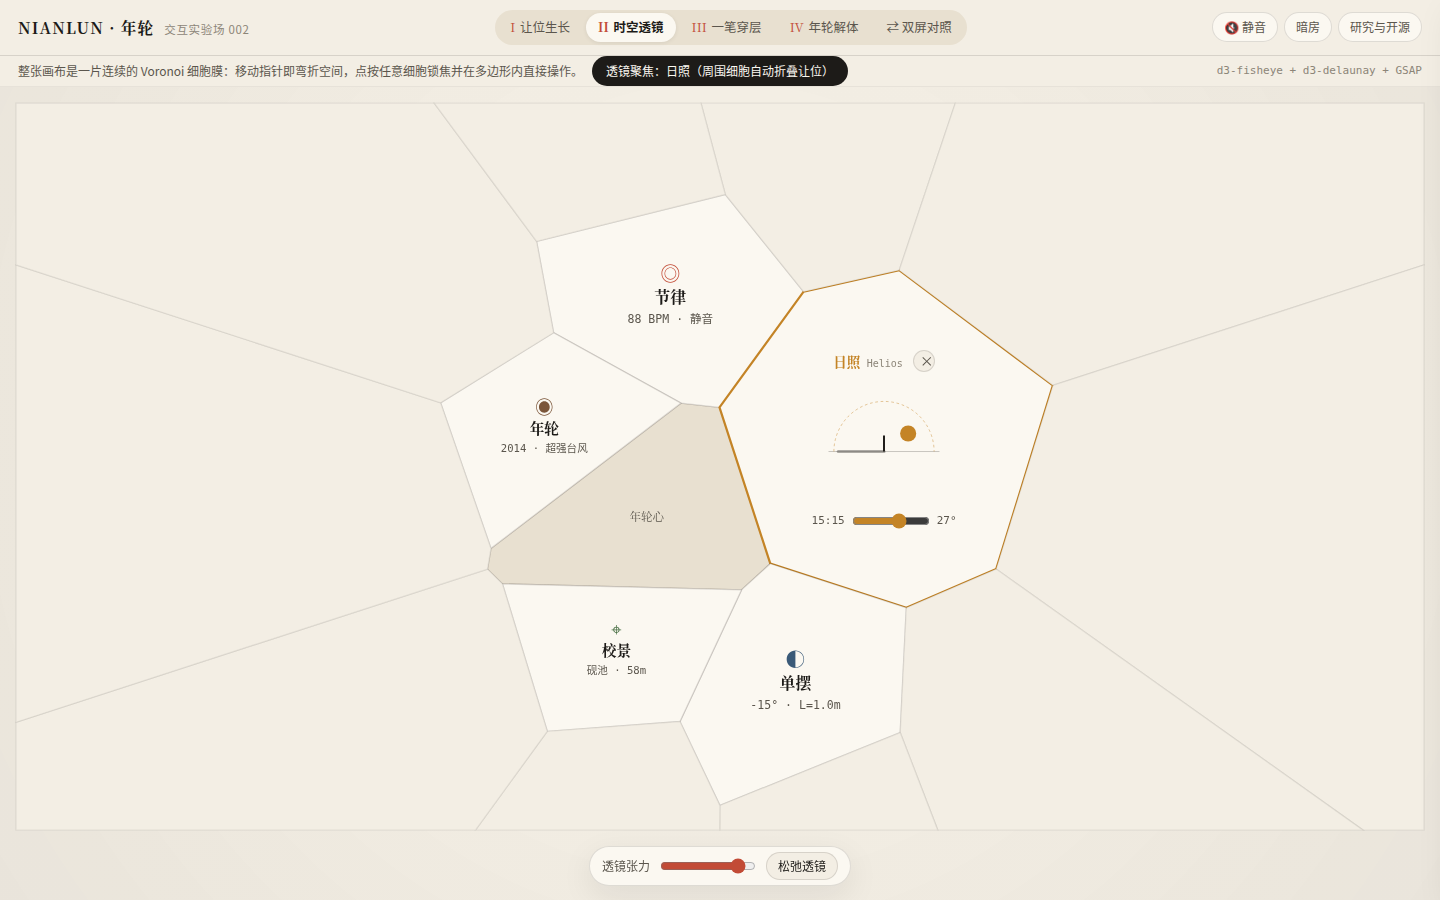 NIANLUN · 年轮 交互实验场 002
I 让位生长 II 时空透镜 III 一笔穿层 IV 年轮解体 ⇄ 双屏对照
静音 暗房 研究与开源
整张画布是一片连续的 Voronoi 细胞膜：移动指针即弯折空间，点按任意细胞锁焦并在多边形内直接操作。
透镜聚焦：日照（周围细胞自动折叠让位）
d3-fisheye + d3-delaunay + GSAP
节律
88 BPM · 静音
日照 Helios ×
年轮
2014 · 超强台风
年轮心
15:15 27°
校景
砚池 · 58m
单摆
-15° · L=1.0m
透镜张力 松弛透镜